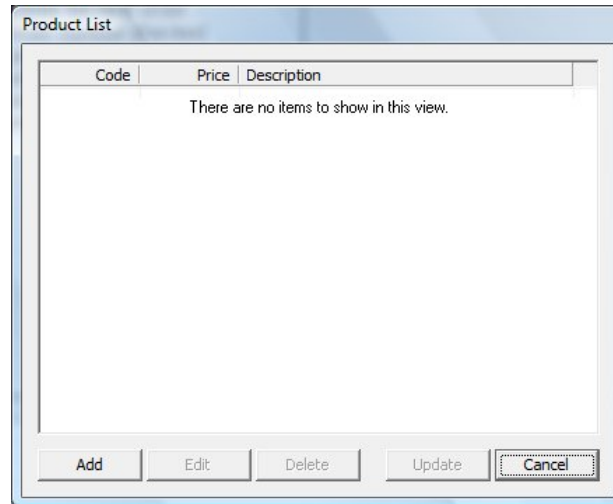 Product List
Code Price Description
There are no items to show in this view.
Add Edit Delete Update Cancel